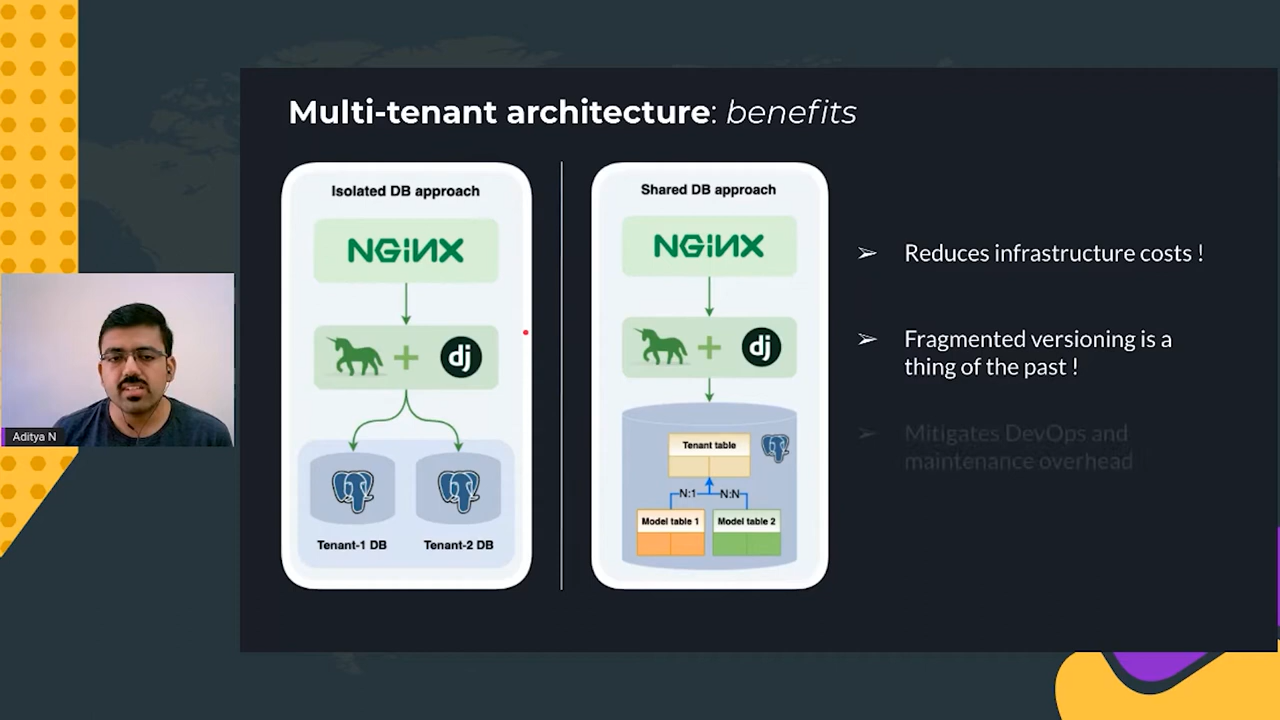 Multi-tenant architecture: benefits
Isolated DB approach
NGINX
dj
Tenant-1 DB
Tenant-2 DB
Shared DB approach
NGINX
dj
Tenant table
N:1
N:N
Model table 1
Model table 2
➢ Reduces infrastructure costs !
➢ Fragmented versioning is a
thing of the past !
➢ Mitigates DevOps and
maintenance overhead
Aditya N